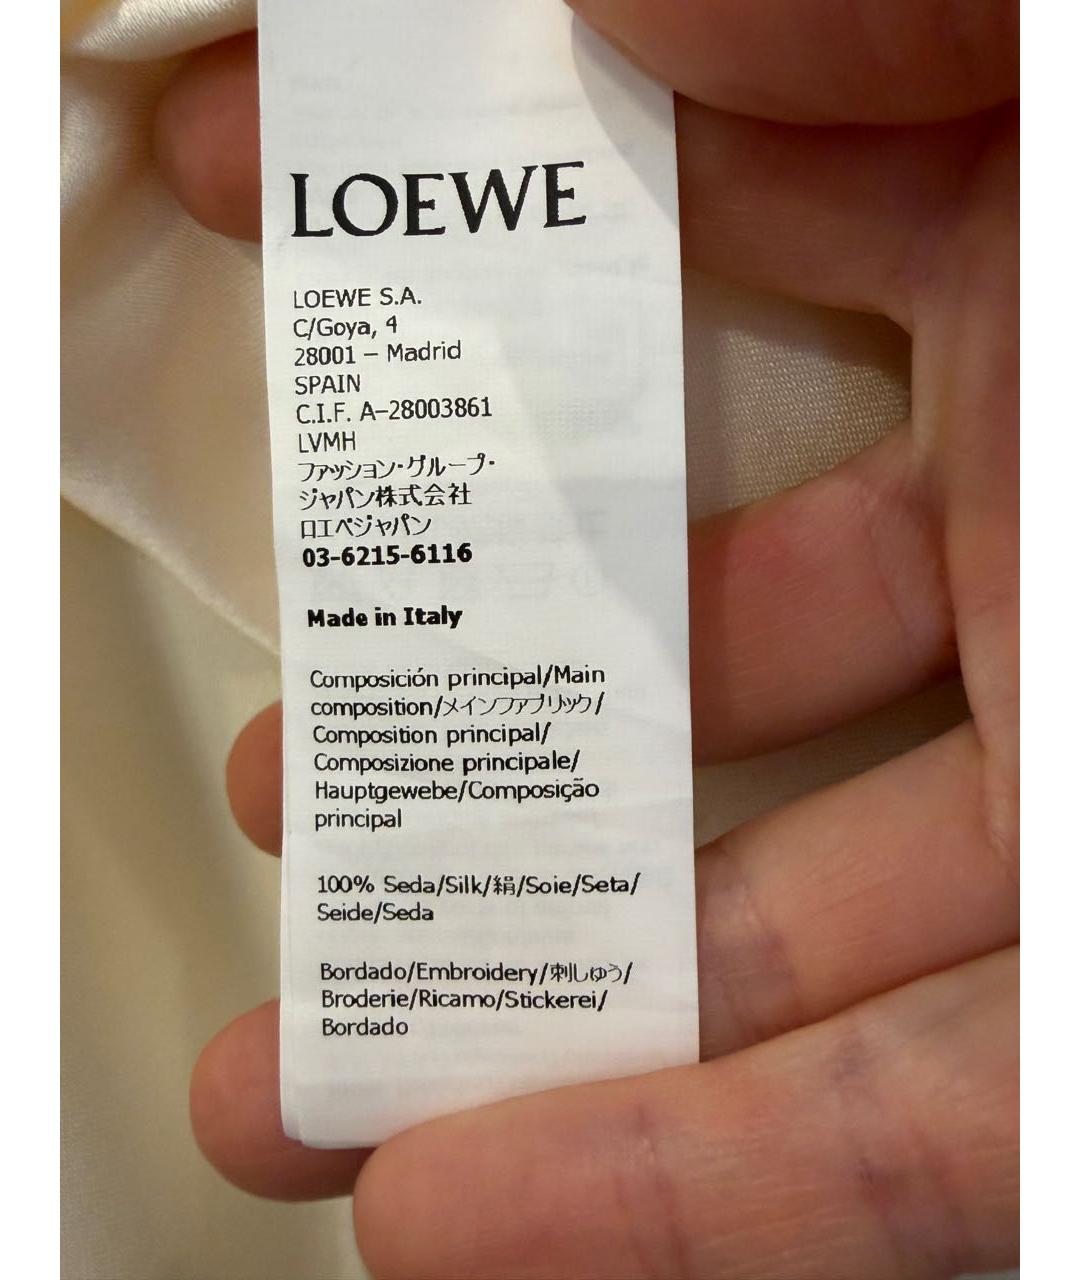 LOEWE
LOEWE S.A.
C/Goya, 4
28001 – Madrid
SPAIN
C.I.F. A-28003861
LVMH
ファッション・グループ・
ジャパン株式会社
ロエベジャパン
03-6215-6116
Made in Italy
Composición principal/Main
composition/メインファブリック/
Composition principal/
Composizione principale/
Hauptgewebe/Composição
principal
100% Seda/Silk/絹/Soie/Seta/
Seide/Seda
Bordado/Embroidery/刺しゅう/
Broderie/Ricamo/Stickerei/
Bordado